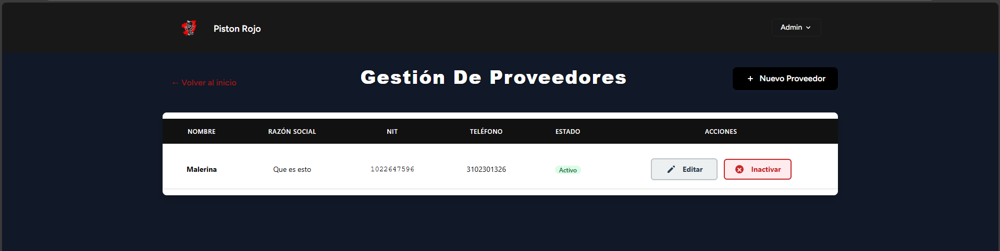 Piston Rojo
Admin
← Volver al inicio
Gestión De Proveedores
+ Nuevo Proveedor
NOMBRE RAZÓN SOCIAL NIT TELÉFONO ESTADO ACCIONES
Malerina Que es esto 1022647596 3102301326 Activo Editar Inactivar